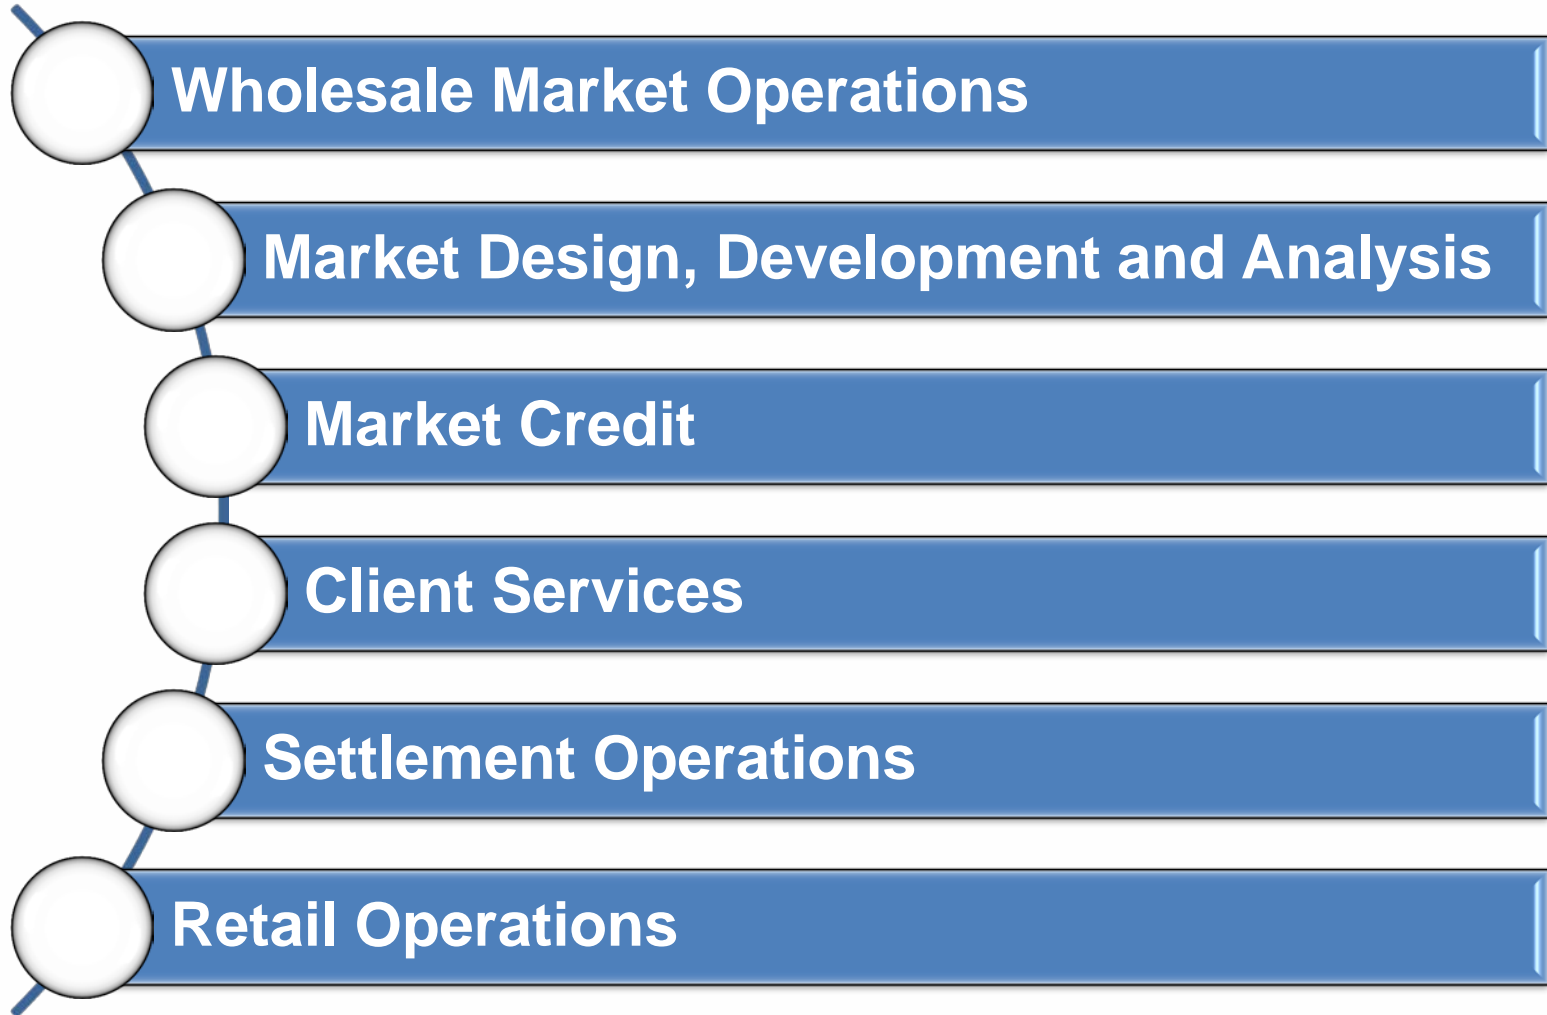 Wholesale Market Operations
Market Design, Development and Analysis
Market Credit
Client Services
Settlement Operations
Retail Operations